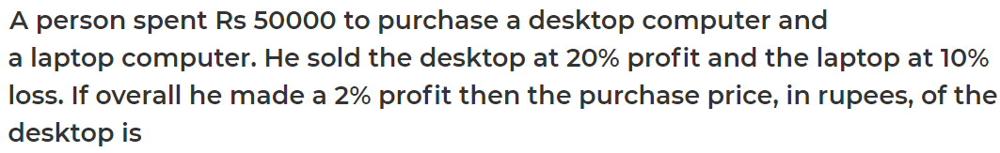 A person spent Rs 50000 to purchase a desktop computer and
a laptop computer. He sold the desktop at 20% profit and the laptop at 10%
loss. If overall he made a 2% profit then the purchase price, in rupees, of the
desktop is